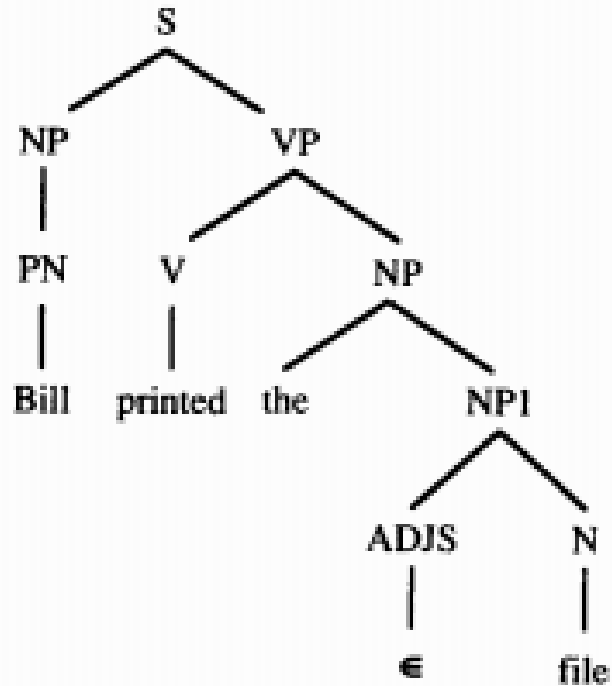 S
NP VP
PN V NP
Bill printed the NP1
ADJS N
∈ file